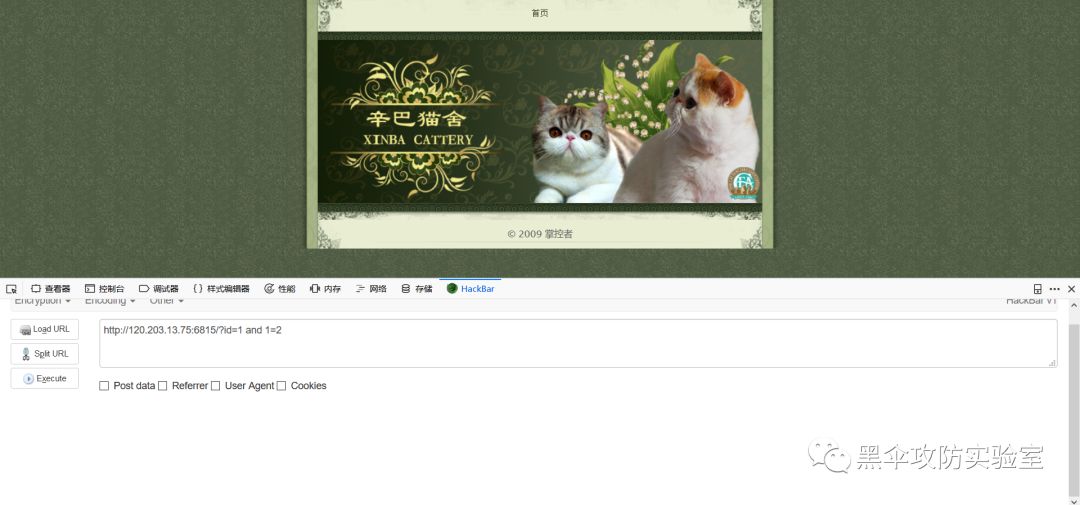 首页
辛巴猫舍
XINBA CATTERY
© 2009 掌控者
查看器 控制台 调试器 {} 样式编辑器 性能 内存 网络 存储 HackBar
Encryption Encoding Other HackBar V1
Load URL
http://120.203.13.75:6815/?id=1 and 1=2
Split URL
Execute
Post data Referrer User Agent Cookies
黑伞攻防实验室